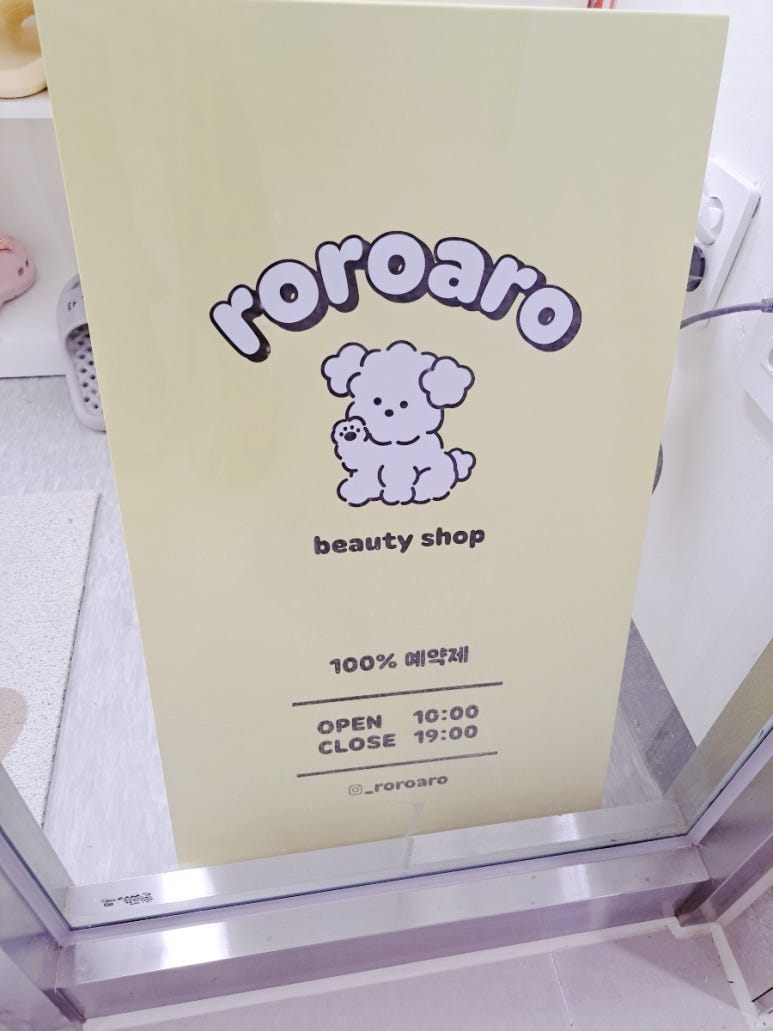 roroaro
beauty shop
100% 예약제
OPEN 10:00
CLOSE 19:00
_roroaro